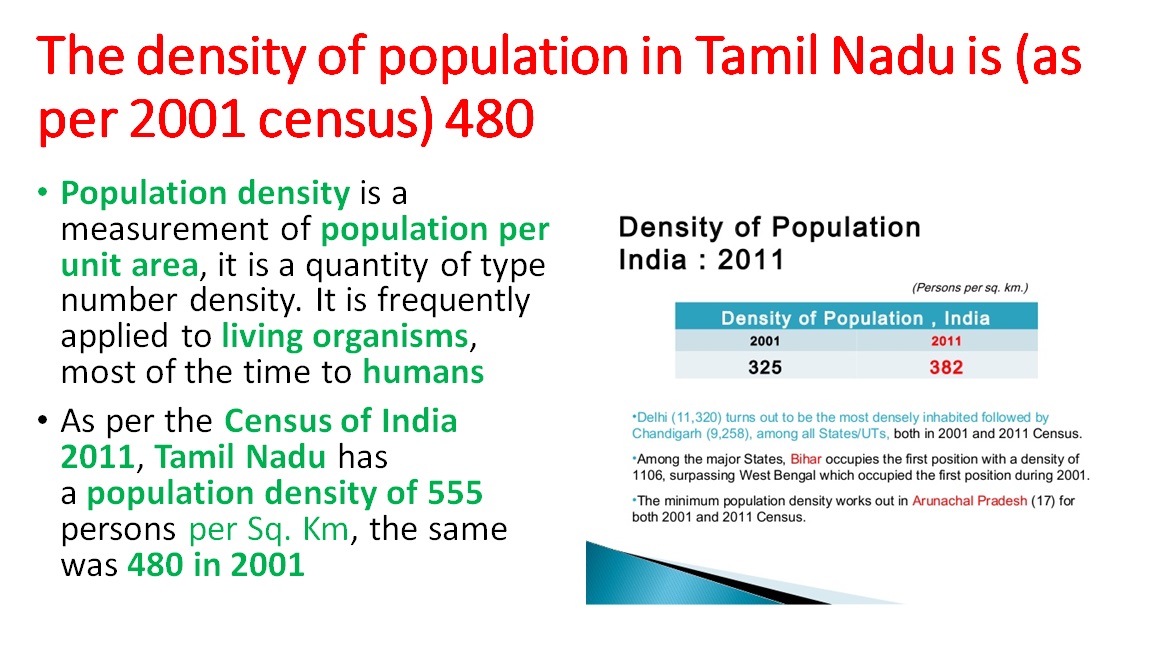 The density of population in Tamil Nadu is (as
per 2001 census) 480
• Population density is a
measurement of population per
unit area, it is a quantity of type
number density. It is frequently
applied to living organisms,
most of the time to humans
• As per the Census of India
2011, Tamil Nadu has
a population density of 555
persons per Sq. Km, the same
was 480 in 2001
Density of Population
India : 2011
(Persons per sq. km.)
Density of Population , India
2001 2011
325 382
•Delhi (11,320) turns out to be the most densely inhabited followed by
Chandigarh (9,258), among all States/UTs, both in 2001 and 2011 Census.
•Among the major States, Bihar occupies the first position with a density of
1106, surpassing West Bengal which occupied the first position during 2001.
•The minimum population density works out in Arunachal Pradesh (17) for
both 2001 and 2011 Census.